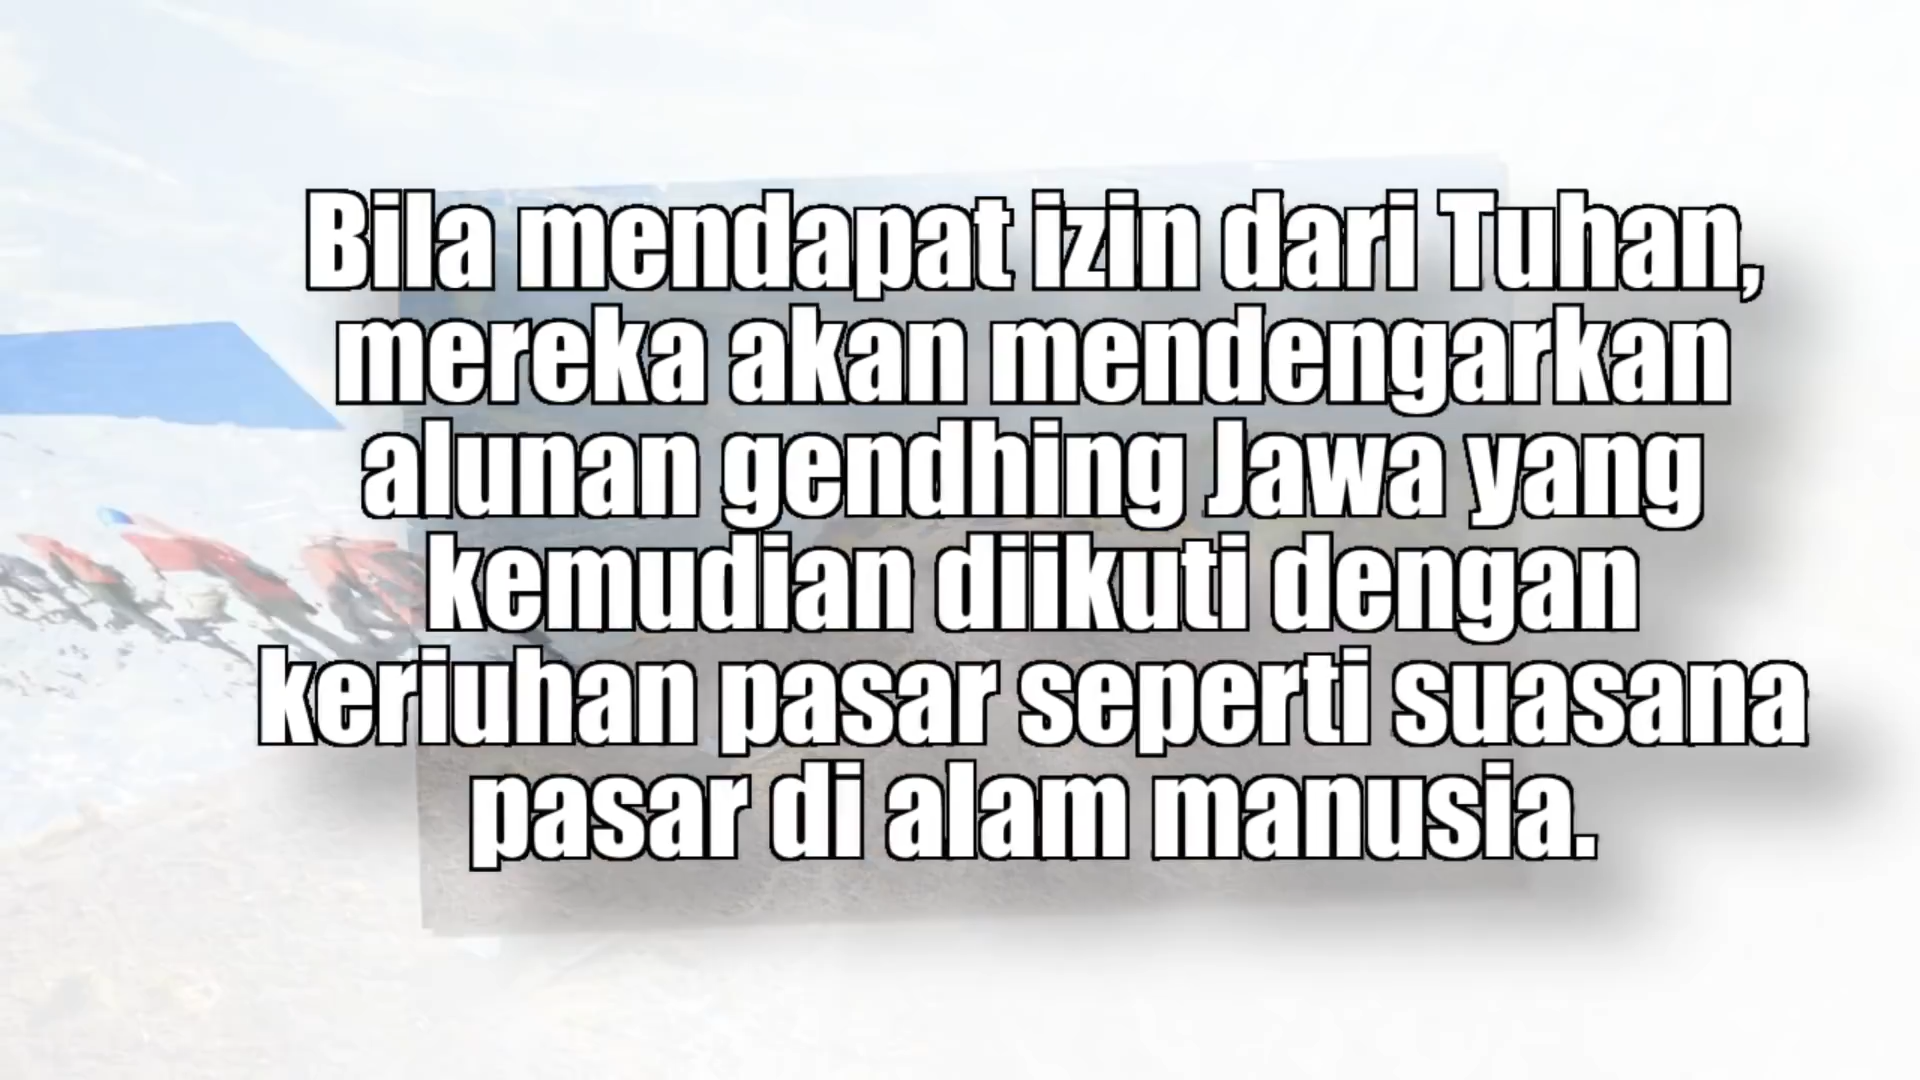 Bila mendapat izin dari Tuhan,
mereka akan mendengarkan
alunan gendhing Jawa yang
kemudian diikuti dengan
keriuhan pasar seperti suasana
pasar di alam manusia.